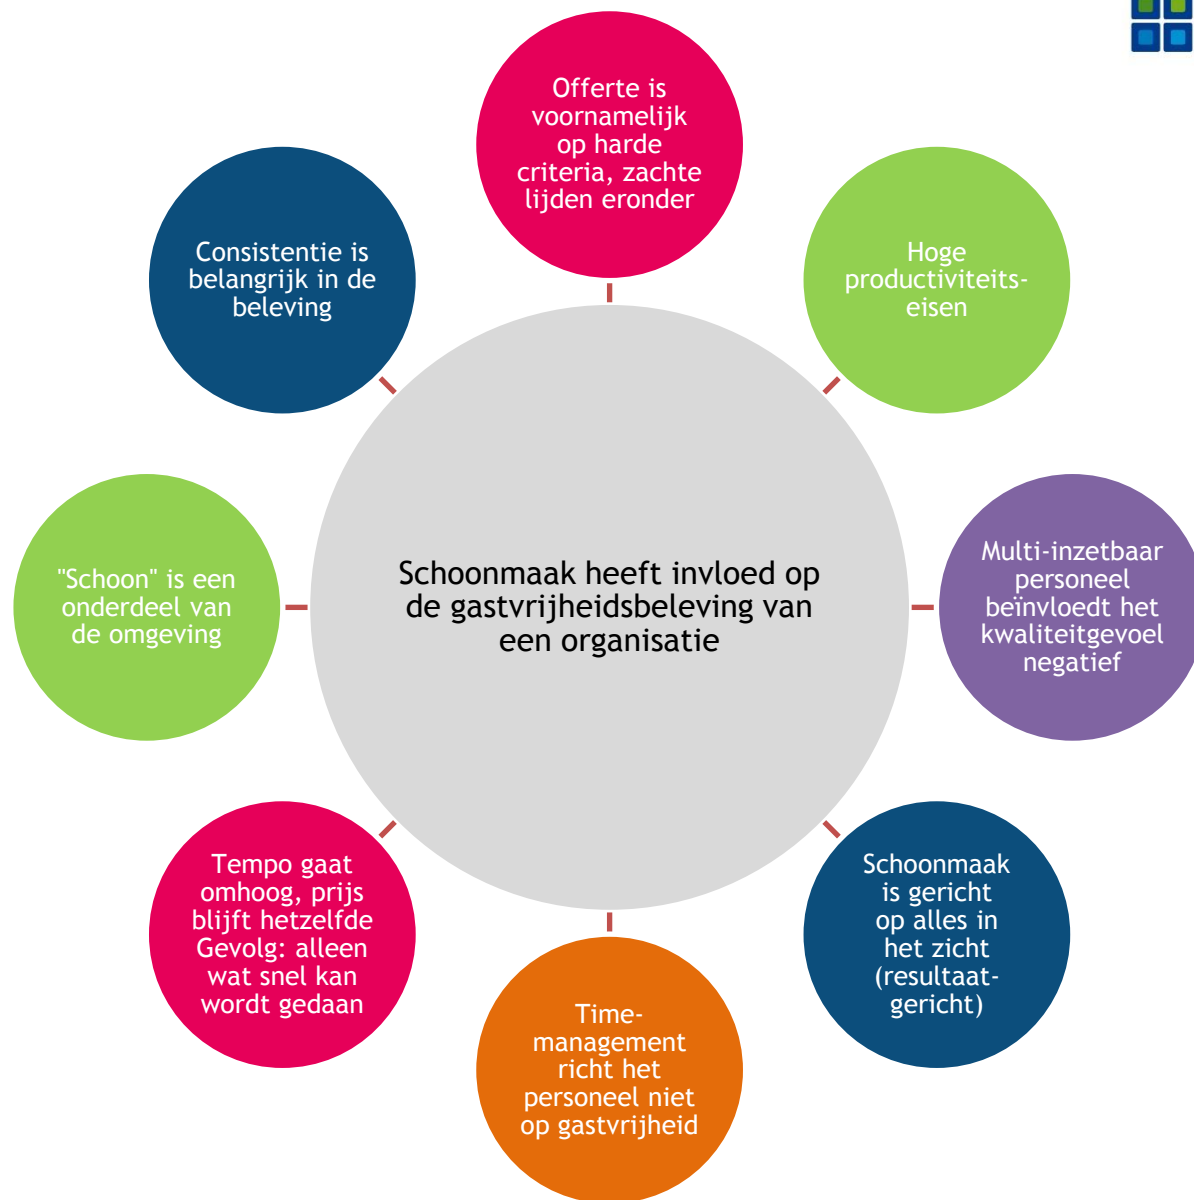 Offerte is
voornamelijk
op harde
criteria, zachte
lijden eronder
Hoge
productiviteits-
eisen
Multi-inzetbaar
personeel
beïnvloedt het
kwaliteitgevoel
negatief
Schoonmaak
is gericht
op alles in
het zicht
(resultaat-
gericht)
Time-
management
richt het
personeel niet
op gastvrijheid
Tempo gaat
omhoog, prijs
blijft hetzelfde
Gevolg: alleen
wat snel kan
wordt gedaan
"Schoon" is een
onderdeel van
de omgeving
Consistentie is
belangrijk in de
beleving
Schoonmaak heeft invloed op
de gastvrijheidsbeleving van
een organisatie